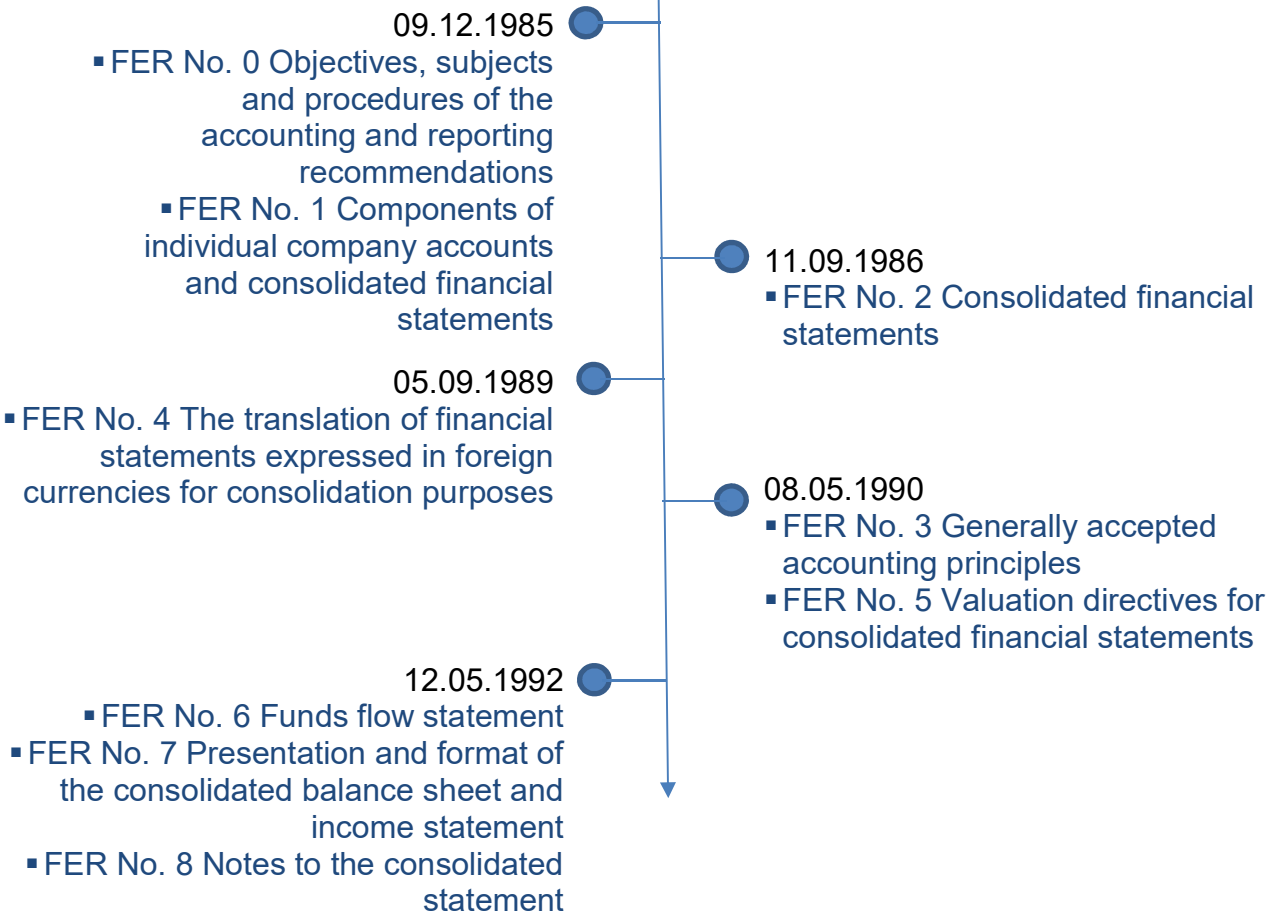 09.12.1985
▪ FER No. 0 Objectives, subjects
and procedures of the
accounting and reporting
recommendations
▪ FER No. 1 Components of
individual company accounts
and consolidated financial
statements
11.09.1986
▪ FER No. 2 Consolidated financial
statements
05.09.1989
▪ FER No. 4 The translation of financial
statements expressed in foreign
currencies for consolidation purposes
08.05.1990
▪ FER No. 3 Generally accepted
accounting principles
▪ FER No. 5 Valuation directives for
consolidated financial statements
12.05.1992
▪ FER No. 6 Funds flow statement
▪ FER No. 7 Presentation and format of
the consolidated balance sheet and
income statement
▪ FER No. 8 Notes to the consolidated
statement